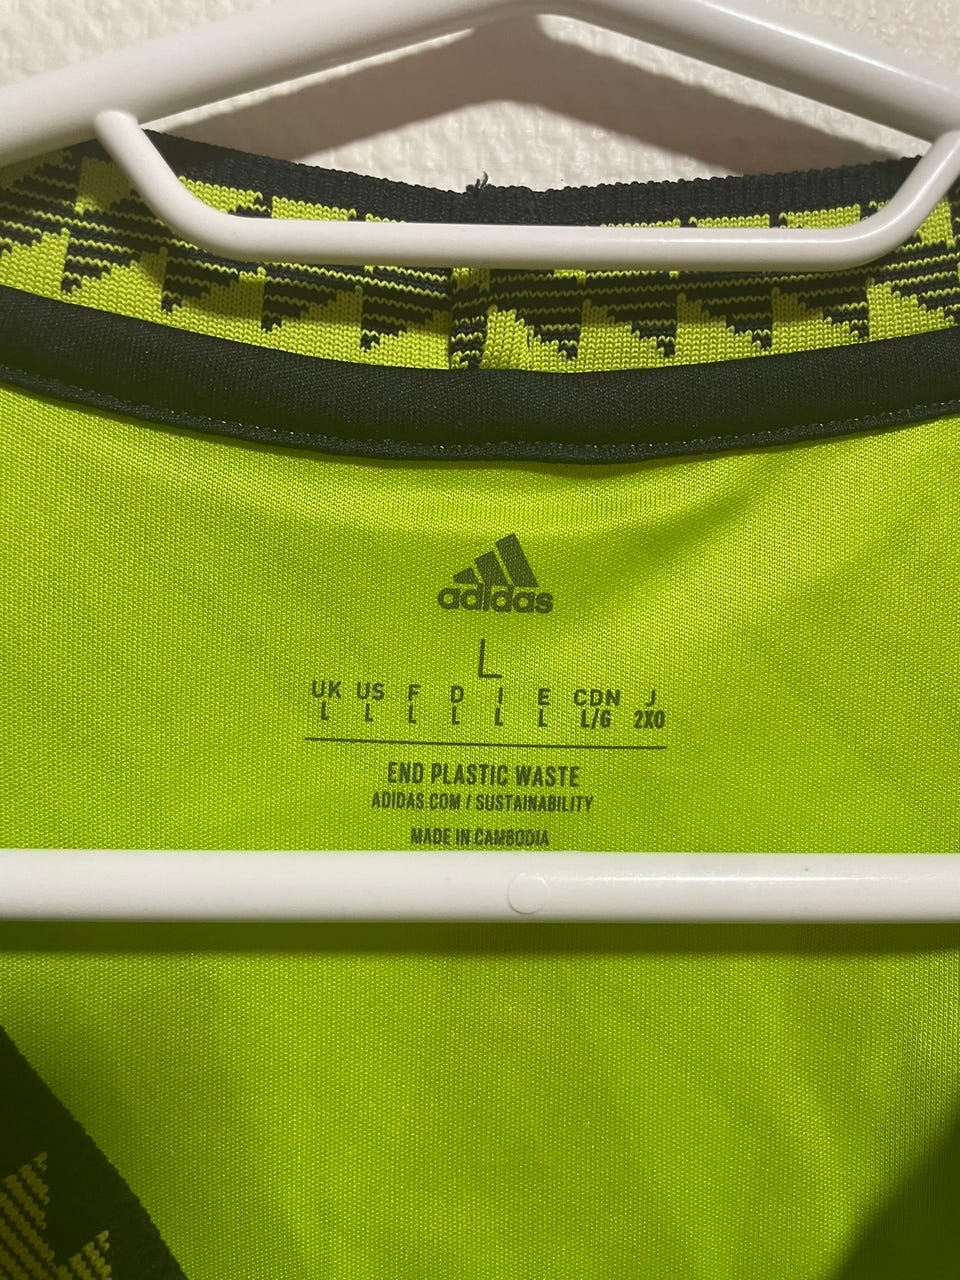 adidas
L
UK US F D I E CDN J
L L L L L L L/G 2XO
END PLASTIC WASTE
ADIDAS.COM / SUSTAINABILITY
MADE IN CAMBODIA